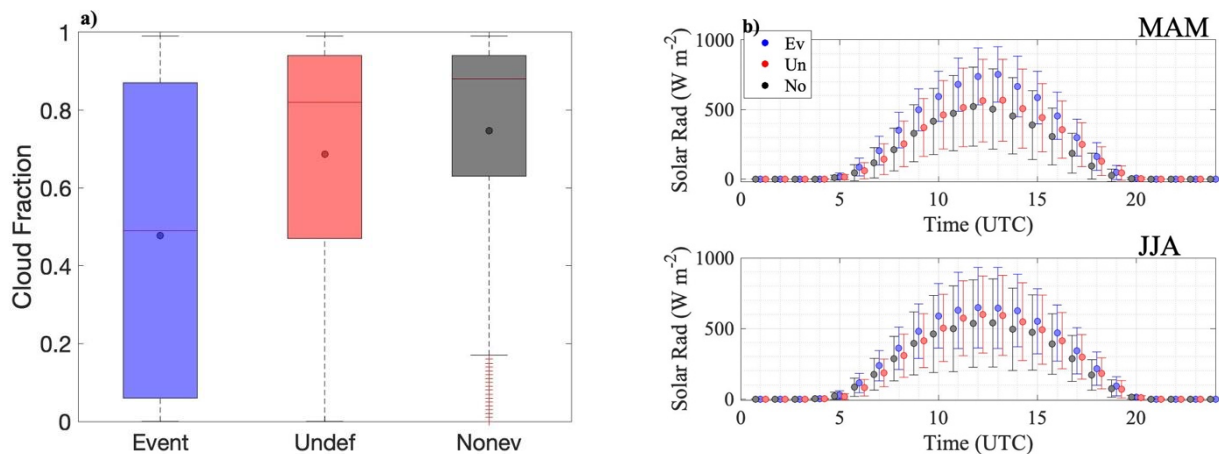 a)
Cloud Fraction
1
0.8
0.6
0.4
0.2
0
Event Undef Nonev
b)
MAM
Solar Rad (W m-2)
1000
500
0
Ev
Un
No
0 5 10 15 20
Time (UTC)
JJA
Solar Rad (W m-2)
1000
500
0
0 5 10 15 20
Time (UTC)